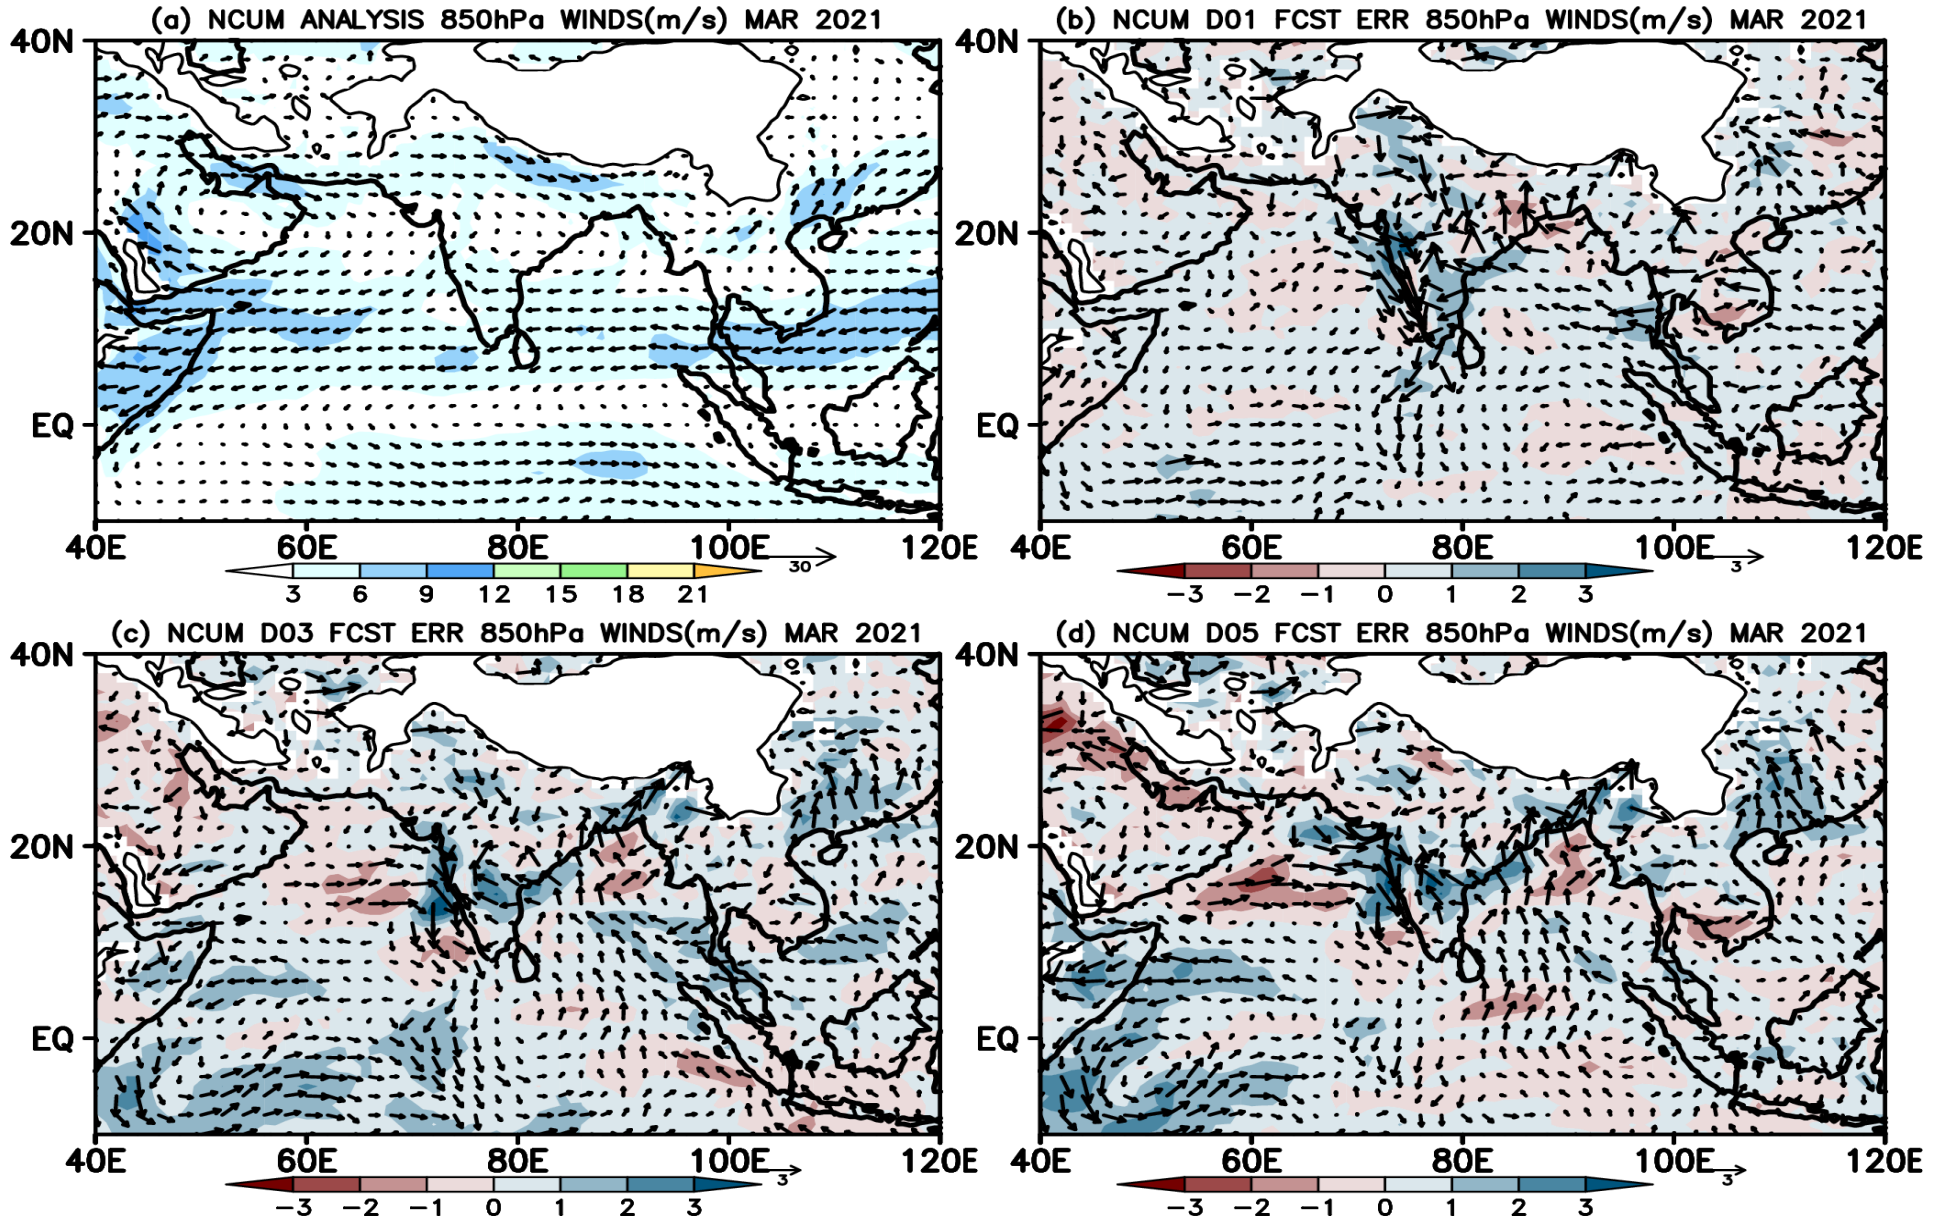 (a) NCUM ANALYSIS 850hPa WINDS(m/s) MAR 2021
40N
20N
EQ
40E 60E 80E 100E 120E
30
3 6 9 12 15 18 21
(b) NCUM D01 FCST ERR 850hPa WINDS(m/s) MAR 2021
40N
20N
EQ
40E 60E 80E 100E 120E
3
−3 −2 −1 0 1 2 3
(c) NCUM D03 FCST ERR 850hPa WINDS(m/s) MAR 2021
40N
20N
EQ
40E 60E 80E 100E 120E
3
−3 −2 −1 0 1 2 3
(d) NCUM D05 FCST ERR 850hPa WINDS(m/s) MAR 2021
40N
20N
EQ
40E 60E 80E 100E 120E
3
−3 −2 −1 0 1 2 3